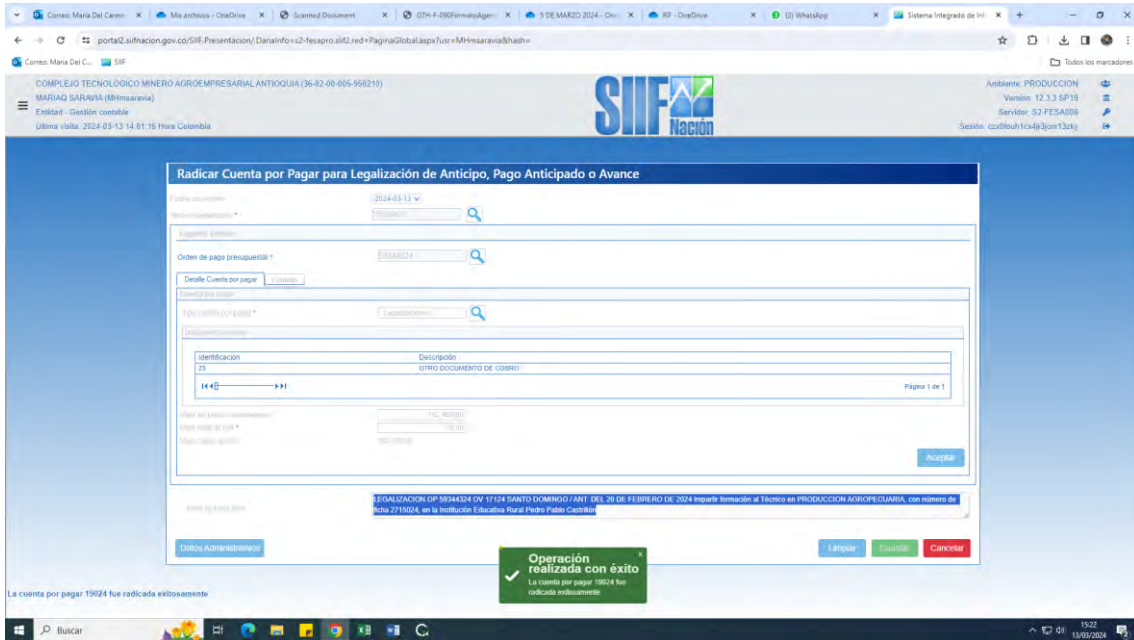 Correo: Maria Del Carme
Mis archivos - OneDrive
Scanned Document
GTH-F-090FormatoAgen
5 DE MARZO 2024 - One
RF - OneDrive
(3) WhatsApp
Sistema Integrado de Inf
portal2.siifnacion.gov.co/SIIF.Presentacion/,DanaInfo=s2-fesapro.siif2.red+PaginaGlobal.aspx?usr=MHmsaravia&hash=
Correo: Maria Del C...
SIIF
Todos los marcadores
COMPLEJO TECNOLÓGICO MINERO AGROEMPRESARIAL ANTIOQUIA (36-02-00-005-950210)
MARIAQ SARAVIA (MHmsaravia)
Entidad - Gestión contable
Ultima visita: 2024-03-13 14:01:16 Hora Colombia
SIIF
Nación
Ambiente: PRODUCCION
Versión: 12.3.3 SP16
Servidor: S2-FESA006
Radicar Cuenta por Pagar para Legalización de Anticipo, Pago Anticipado o Avance
2024-03-13
Orden de pago presupuestal *
59344324
Detalle Cuenta por pagar
Tipo cuenta por pagar *
Identificación
Descripción
23
OTRO DOCUMENTO DE COBRO
Página 1 de 1
Aceptar
LEGALIZACION OP 59344324 OV 17124 SANTO DOMINGO / ANT DEL 20 DE FEBRERO DE 2024 Impartir formación al Técnico en PRODUCCION AGROPECUARIA, con número de
ficha 2715024, en la Institución Educativa Rural Pedro Pablo Castrillón
Datos Administrativos
Limpiar
Guardar
Cancelar
Operación
realizada con éxito
La cuenta por pagar 19024 fue
radicada exitosamente
La cuenta por pagar 19024 fue radicada exitosamente
Buscar
15:22
13/03/2024